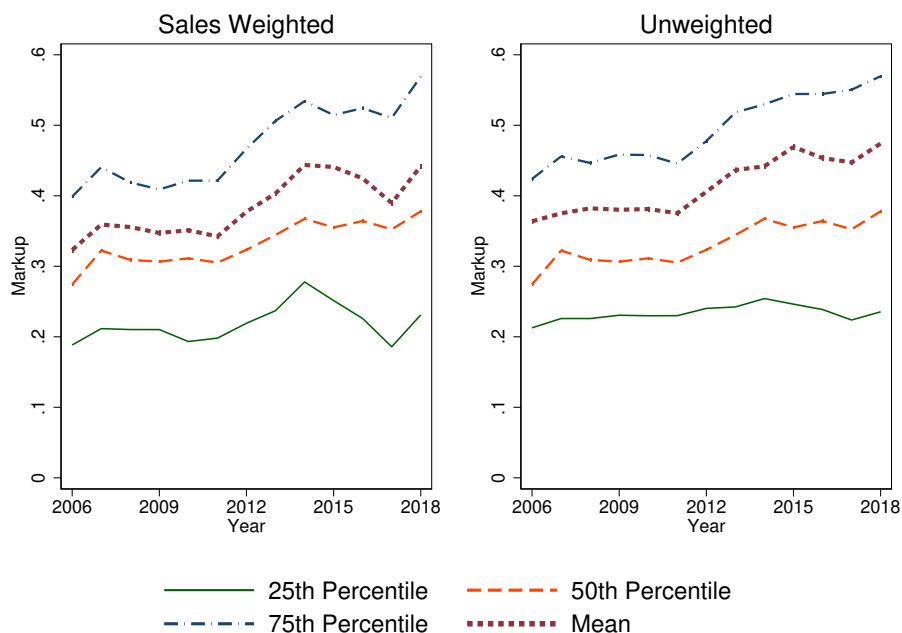 Sales Weighted
Unweighted
Markup
.6
.5
.4
.3
.2
.1
0
2006 2009 2012 2015 2018
Year
Markup
.6
.5
.4
.3
.2
.1
0
2006 2009 2012 2015 2018
Year
25th Percentile 50th Percentile
75th Percentile Mean